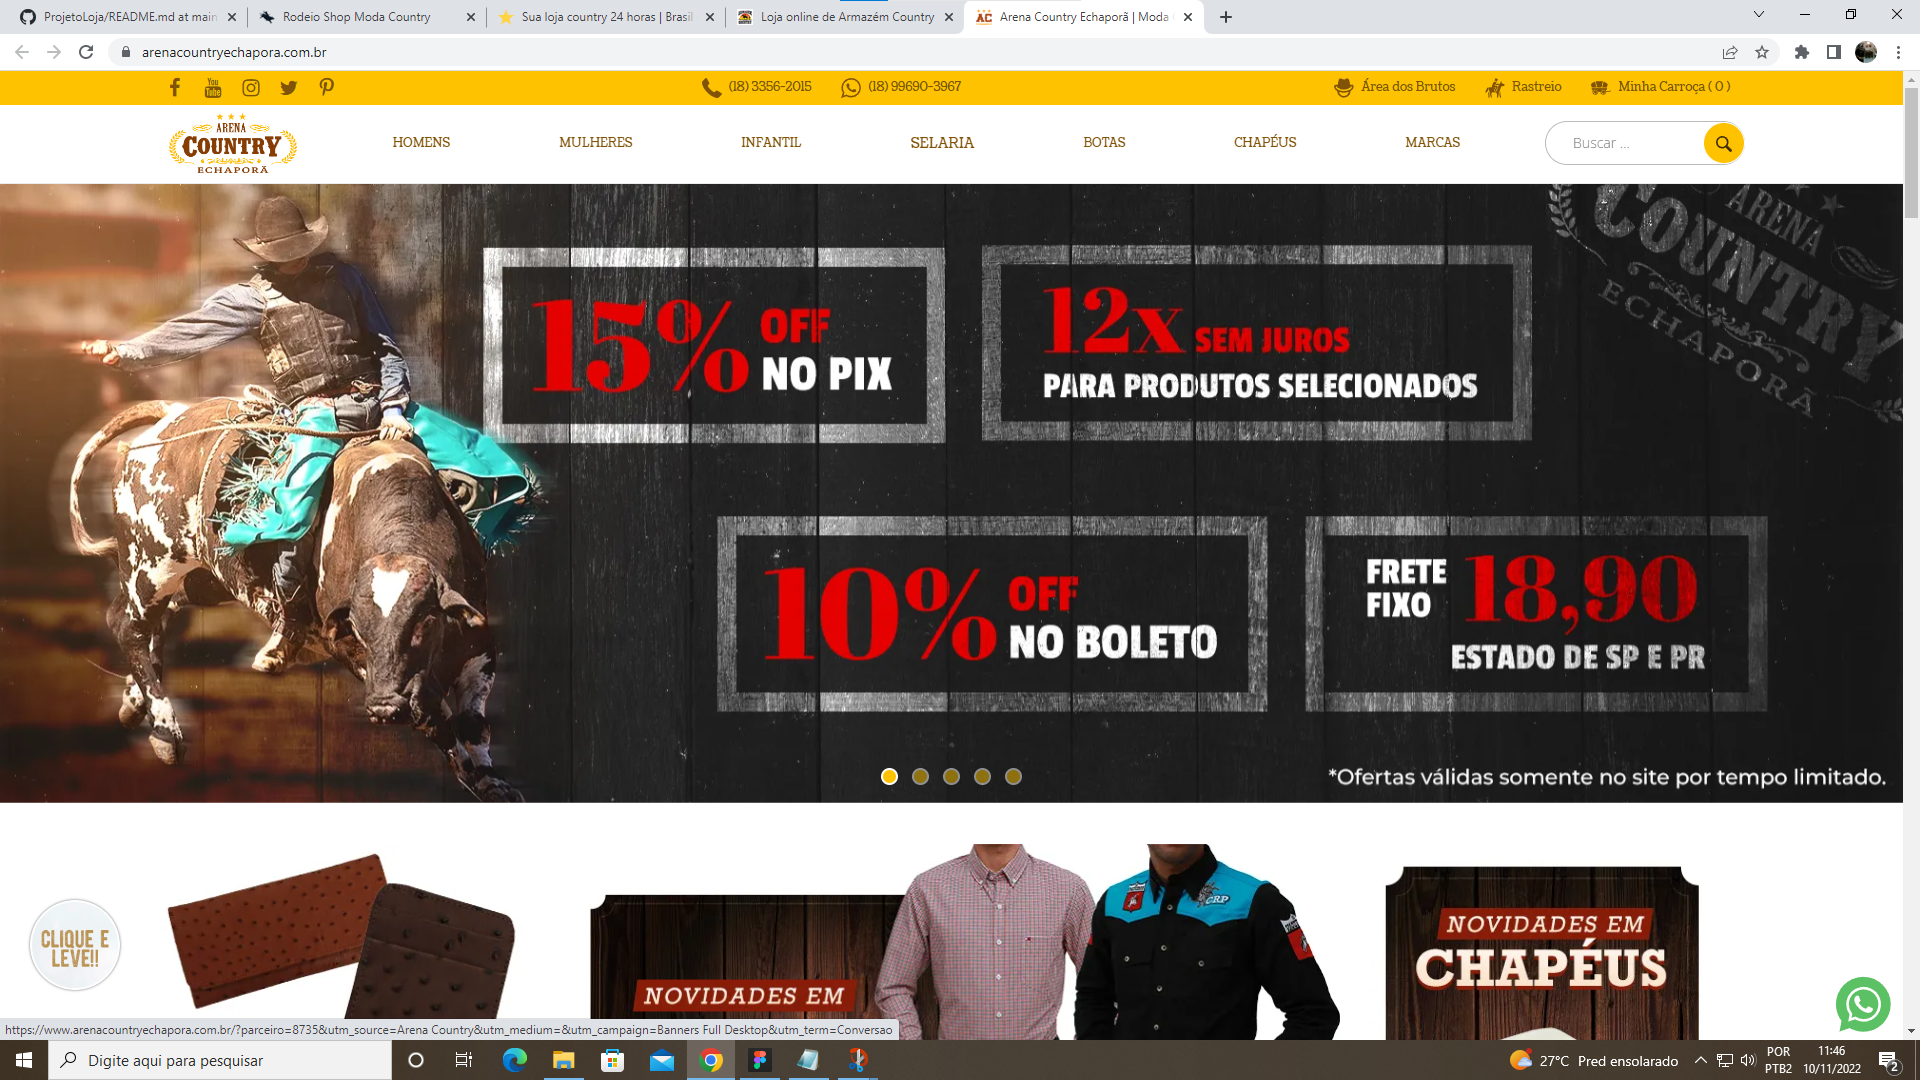 ProjetoLoja/README.md at main
Rodeio Shop Moda Country
Sua loja country 24 horas | Brasil
Loja online de Armazém Country
AC
Arena Country Echaporã | Moda
arenacountryechapora.com.br
You
Tube
(18) 3356-2015
(18) 99690-3967
Área dos Brutos
Rastreio
Minha Carroça ( 0 )
ARENA
COUNTRY
ECHAPORÃ
HOMENS
MULHERES
INFANTIL
SELARIA
BOTAS
CHAPÉUS
MARCAS
Buscar ...
ARENA
COUNTRY
ECHAPORÃ
15% OFF
NO PIX
12x SEM JUROS
PARA PRODUTOS SELECIONADOS
10% OFF
NO BOLETO
FRETE
FIXO
18,90
ESTADO DE SP E PR
*Ofertas válidas somente no site por tempo limitado.
CLIQUE E
LEVE!!
NOVIDADES EM
CRP
NOVIDADES EM
CHAPÉUS
https://www.arenacountryechapora.com.br/?parceiro=8735&utm_source=Arena Country&utm_medium=&utm_campaign=Banners Full Desktop&utm_term=Conversao
Digite aqui para pesquisar
27°C Pred ensolarado
POR
PTB2
11:46
10/11/2022
2